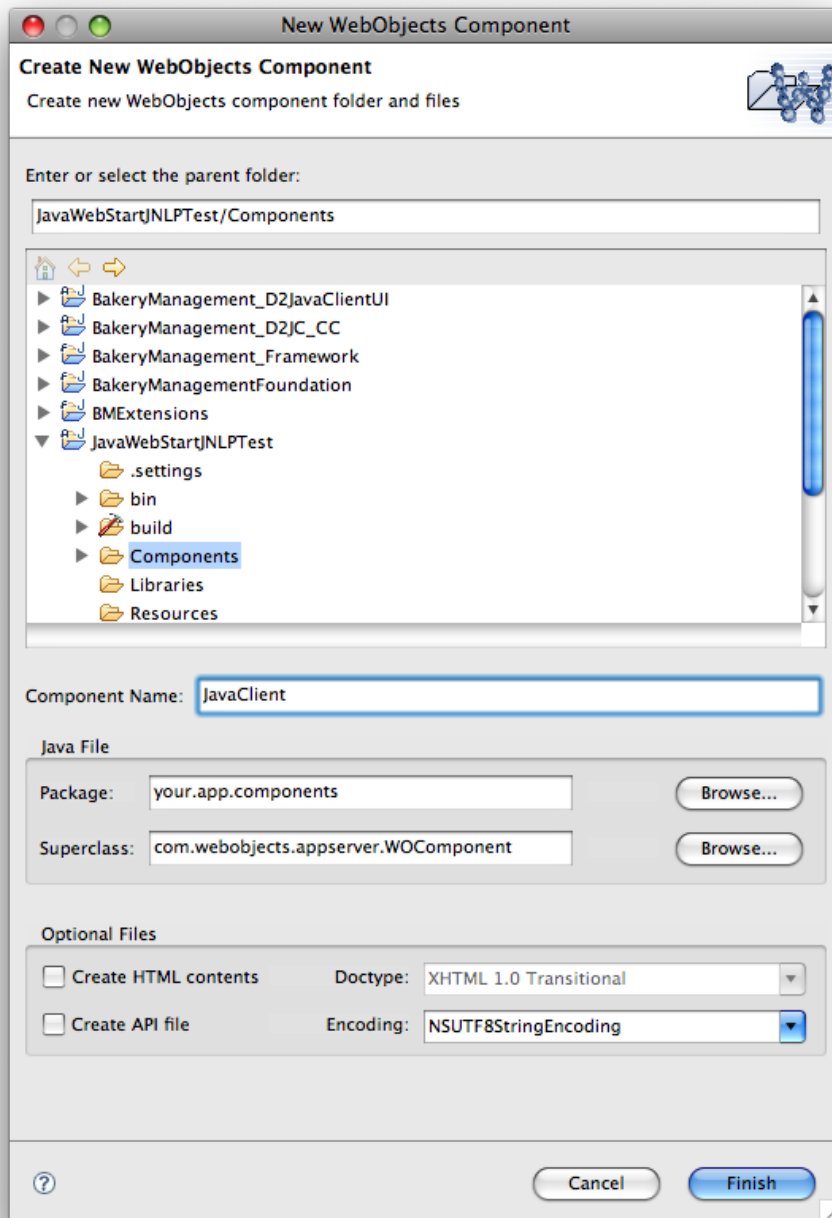 New WebObjects Component
Create New WebObjects Component
Create new WebObjects component folder and files
Enter or select the parent folder:
JavaWebStartJNLPTest/Components
BakeryManagement_D2JavaClientUI
BakeryManagement_D2JC_CC
BakeryManagement_Framework
BakeryManagementFoundation
BMExtensions
JavaWebStartJNLPTest
.settings
bin
build
Components
Libraries
Resources
Component Name: JavaClient
Java File
Package: your.app.components Browse...
Superclass: com.webobjects.appserver.WOComponent Browse...
Optional Files
Create HTML contents Doctype: XHTML 1.0 Transitional
Create API file Encoding: NSUTF8StringEncoding
? Cancel Finish